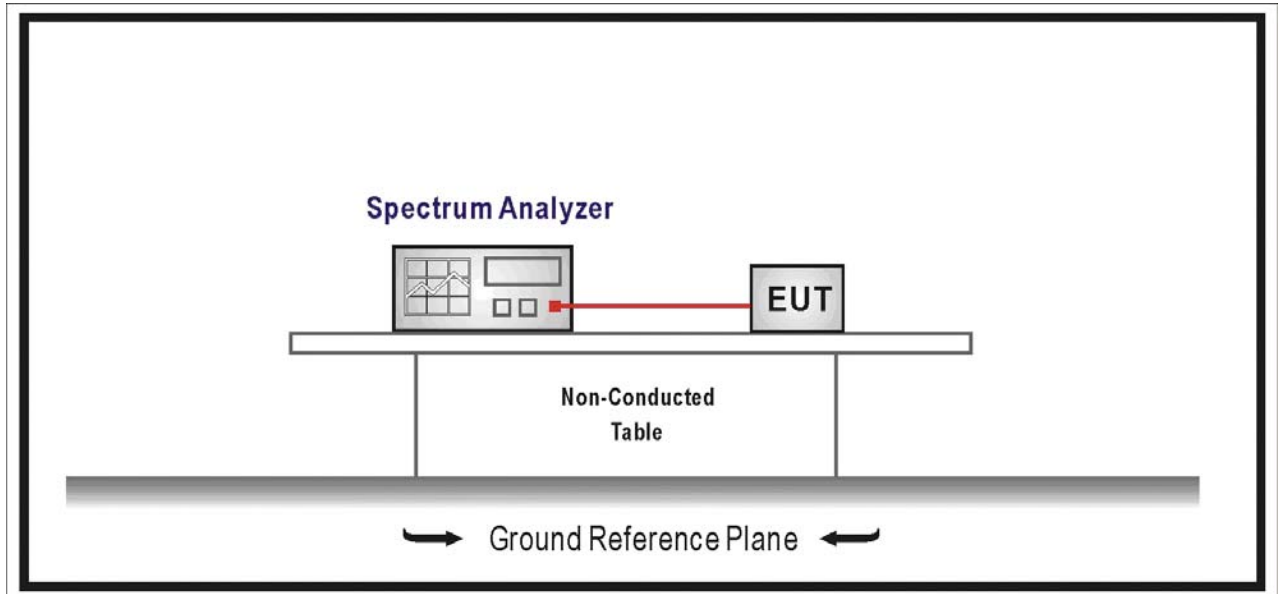 Spectrum Analyzer
EUT
Non-Conducted
Table
Ground Reference Plane